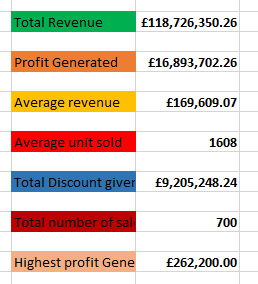 Total Revenue £118,726,350.26
Profit Generated £16,893,702.26
Average revenue £169,609.07
Average unit sold 1608
Total Discount given £9,205,248.24
Total number of sal 700
Highest profit Gene £262,200.00